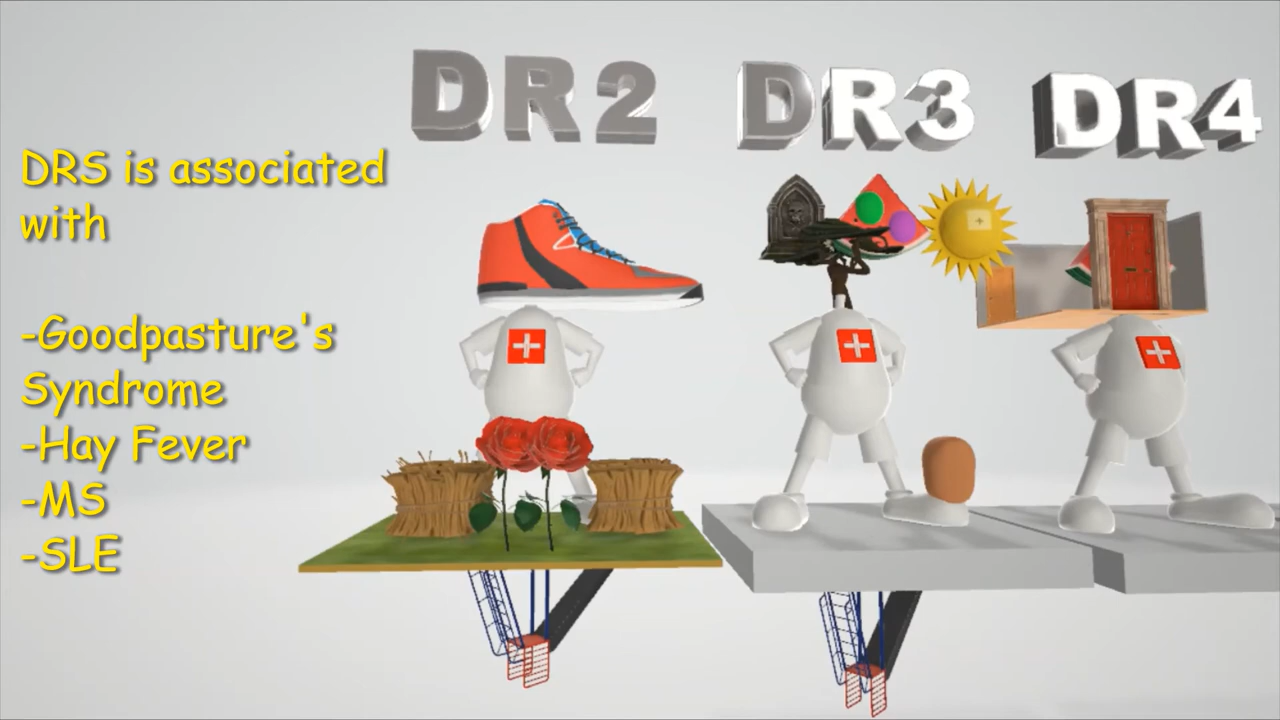 DR2 DR3 DR4
DRS is associated
with
-Goodpasture's
Syndrome
-Hay Fever
-MS
-SLE